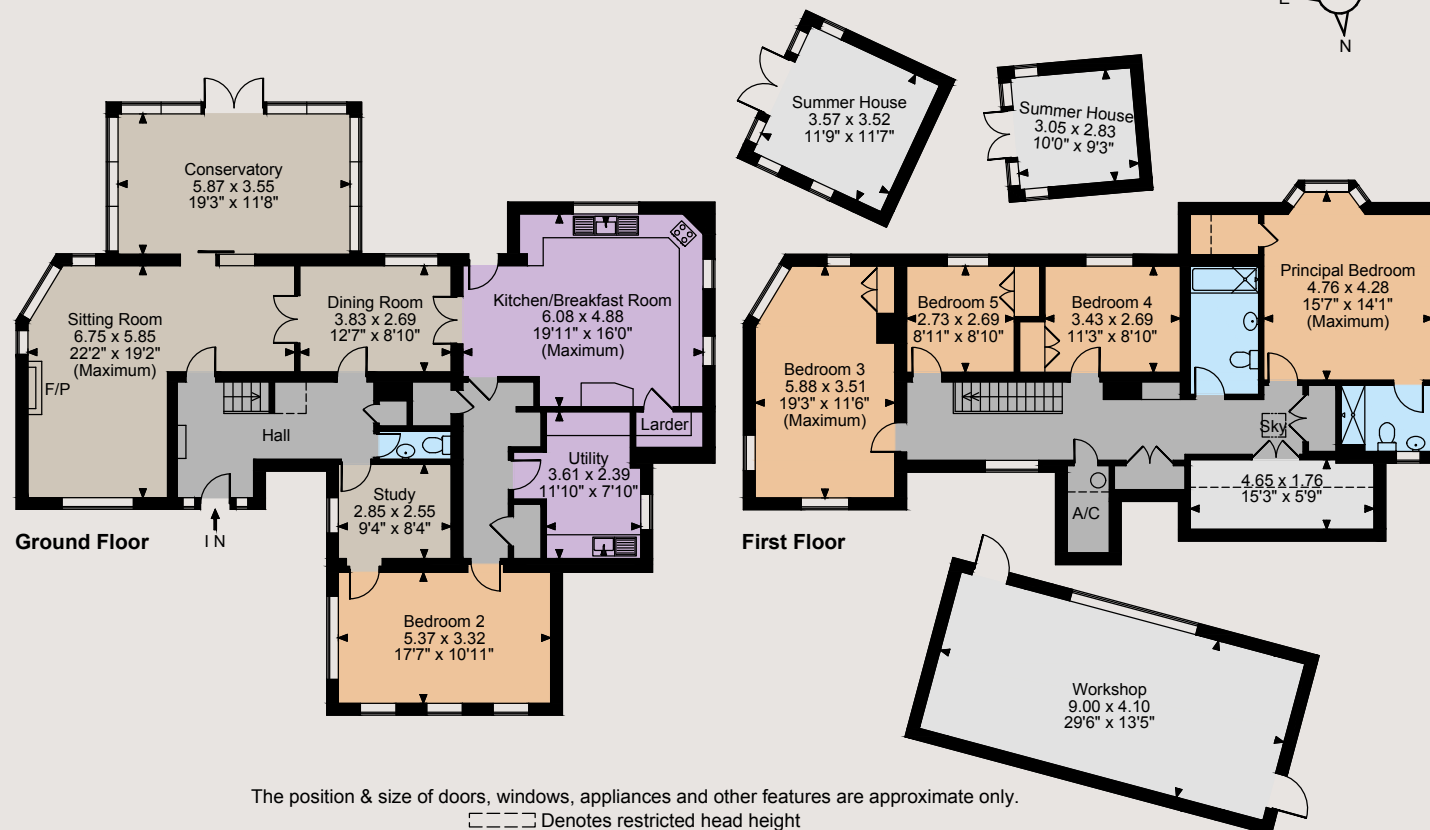 E
N
Summer House
3.57 x 3.52
11'9" x 11'7"
Summer House
3.05 x 2.83
10'0" x 9'3"
Conservatory
5.87 x 3.55
19'3" x 11'8"
Sitting Room
6.75 x 5.85
22'2" x 19'2"
(Maximum)
F/P
Dining Room
3.83 x 2.69
12'7" x 8'10"
Kitchen/Breakfast Room
6.08 x 4.88
19'11" x 16'0"
(Maximum)
Larder
Hall
Utility
3.61 x 2.39
11'10" x 7'10"
Study
2.85 x 2.55
9'4" x 8'4"
IN
Ground Floor
Bedroom 2
5.37 x 3.32
17'7" x 10'11"
Principal Bedroom
4.76 x 4.28
15'7" x 14'1"
(Maximum)
Bedroom 5
2.73 x 2.69
8'11" x 8'10"
Bedroom 4
3.43 x 2.69
11'3" x 8'10"
Bedroom 3
5.88 x 3.51
19'3" x 11'6"
(Maximum)
Sky
4.65 x 1.76
15'3" x 5'9"
A/C
First Floor
Workshop
9.00 x 4.10
29'6" x 13'5"
The position & size of doors, windows, appliances and other features are approximate only.
Denotes restricted head height